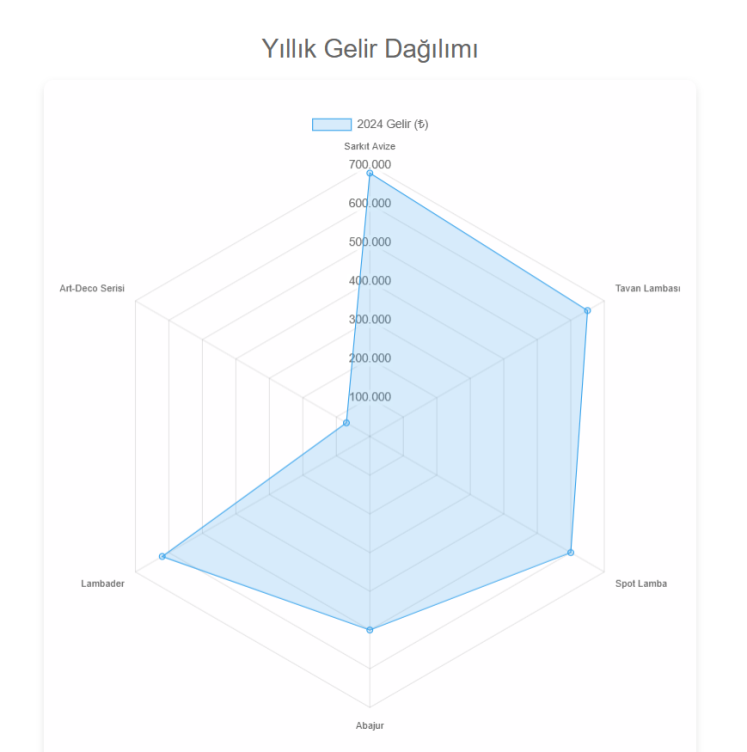 Yıllık Gelir Dağılımı
2024 Gelir (₺)
Sarkıt Avize
700.000
600.000
500.000
400.000
300.000
200.000
100.000
Art-Deco Serisi
Tavan Lambası
Lambader
Spot Lamba
Abajur